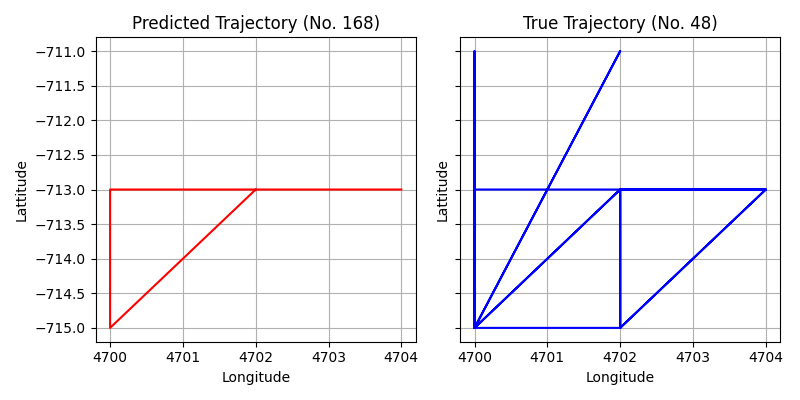 Predicted Trajectory (No. 168)
True Trajectory (No. 48)
Lattitude
−711.0
−711.5
−712.0
−712.5
−713.0
−713.5
−714.0
−714.5
−715.0
4700 4701 4702 4703 4704
Longitude
Lattitude
4700 4701 4702 4703 4704
Longitude